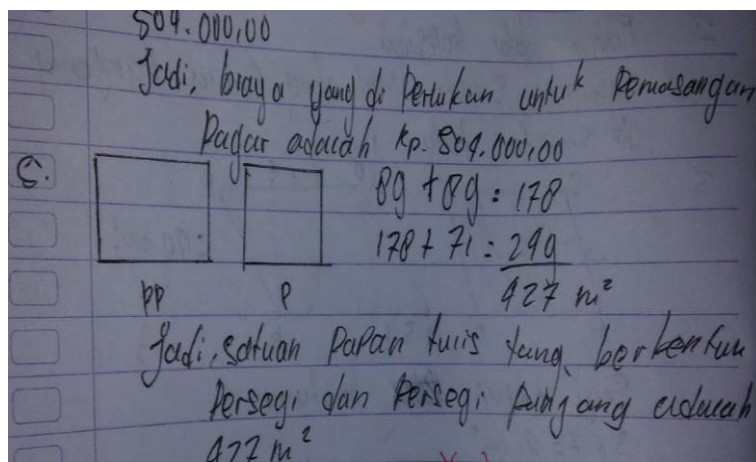 504.000,00
Jadi, biaya yang di perlukan untuk pemasangan
pagar adalah Rp. 504.000,00
5.
89 + 89 = 178
178 + 71 = 249
pp p 427 m²
Jadi, satuan papan tulis yang berbentuk
persegi dan persegi panjang adalah
427 m²